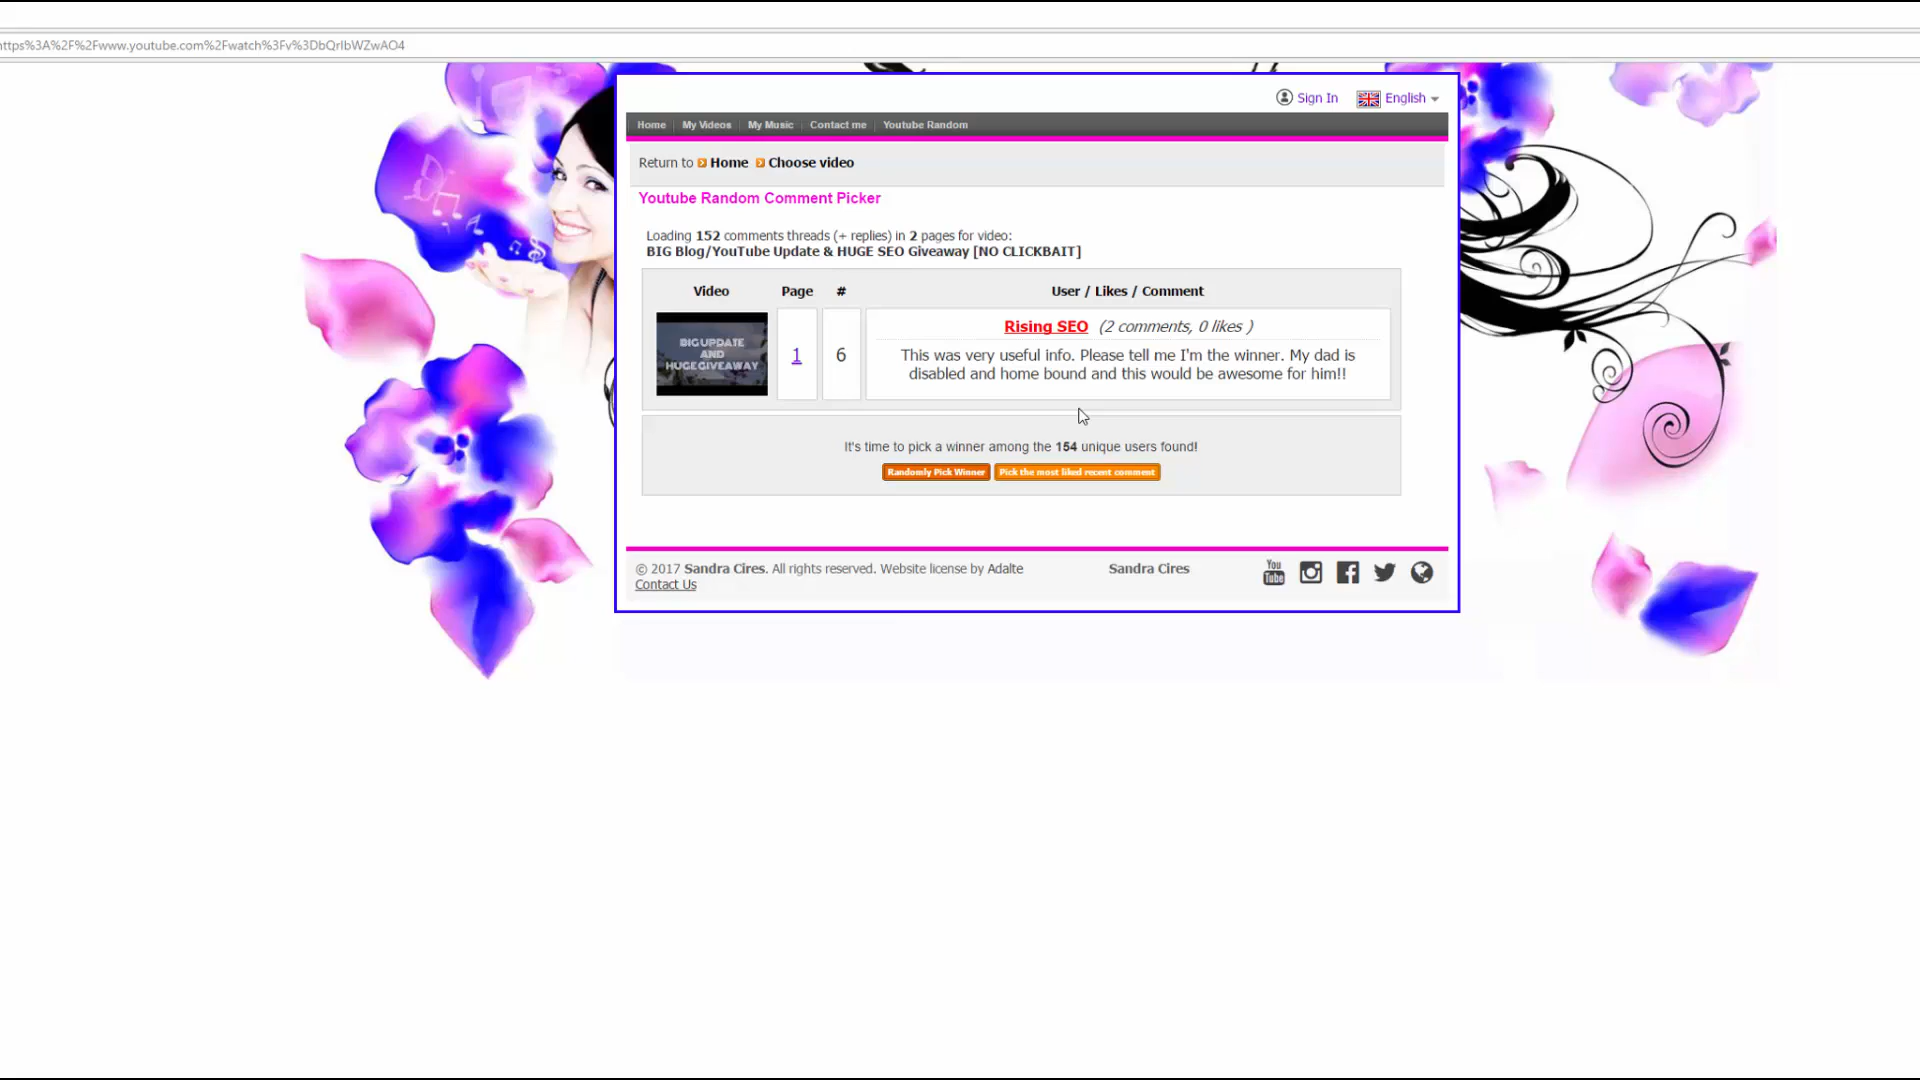 ttps%3A%2F%2Fwww.youtube.com%2Fwatch%3Fv%3DbQrIbWZwAO4
Sign In English
Home My Videos My Music Contact me Youtube Random
Return to Home Choose video
Youtube Random Comment Picker
Loading 152 comments threads (+ replies) in 2 pages for video:
BIG Blog/YouTube Update & HUGE SEO Giveaway [NO CLICKBAIT]
Video Page # User / Likes / Comment
BIG UPDATE
AND
HUGE GIVEAWAY
1
6
Rising SEO (2 comments, 0 likes )
This was very useful info. Please tell me I'm the winner. My dad is
disabled and home bound and this would be awesome for him!!
It's time to pick a winner among the 154 unique users found!
Randomly Pick Winner Pick the most liked recent comment
© 2017 Sandra Cires. All rights reserved. Website license by Adalte
Contact Us
Sandra Cires
You
Tube